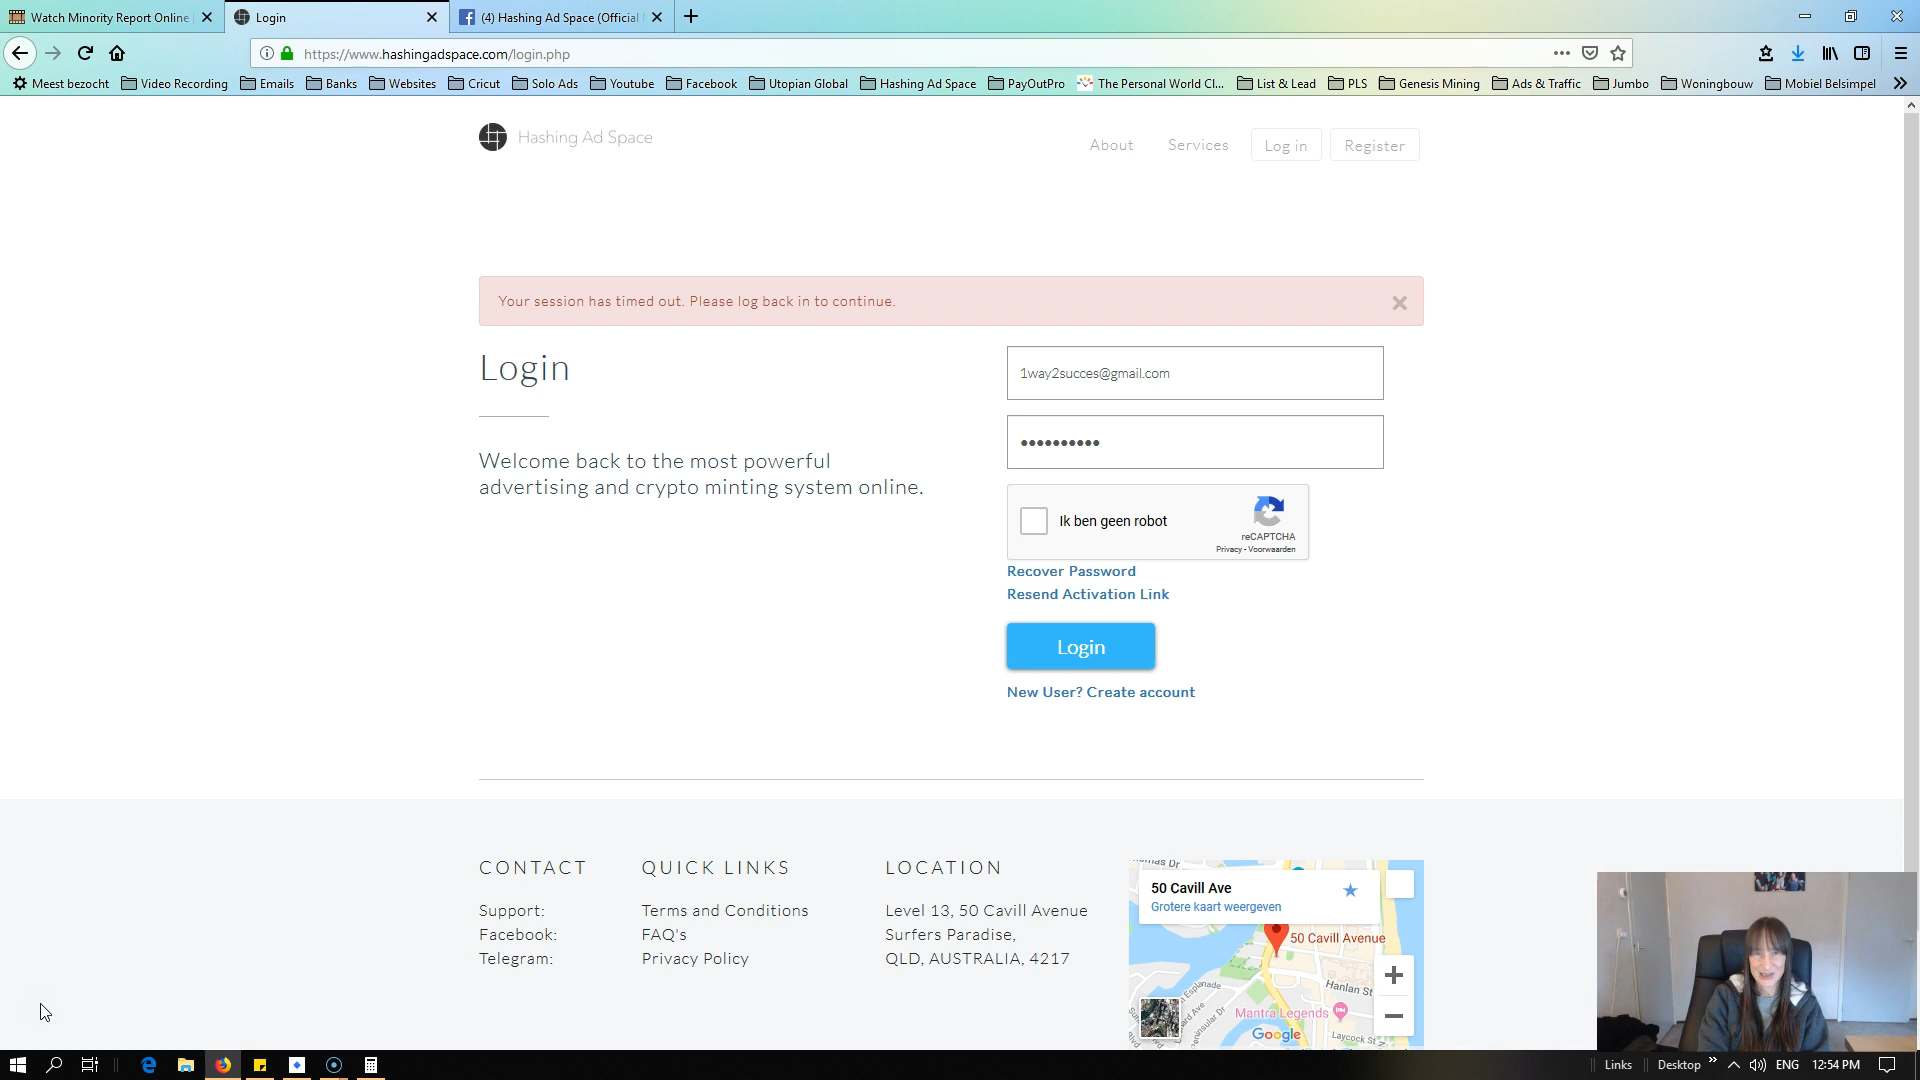 Watch Minority Report Online
Login
(4) Hashing Ad Space (Official
https://www.hashingadspace.com/login.php
Meest bezocht
Video Recording
Emails
Banks
Websites
Cricut
Solo Ads
Youtube
Facebook
Utopian Global
Hashing Ad Space
PayOutPro
The Personal World Cl...
List & Lead
PLS
Genesis Mining
Ads & Traffic
Jumbo
Woningbouw
Mobiel Belsimpel
Hashing Ad Space
About
Services
Log in
Register
Your session has timed out. Please log back in to continue.
Login
Welcome back to the most powerful
advertising and crypto minting system online.
1way2succes@gmail.com
Ik ben geen robot
reCAPTCHA
Privacy - Voorwaarden
Recover Password
Resend Activation Link
Login
New User? Create account
CONTACT
Support:
Facebook:
Telegram:
QUICK LINKS
Terms and Conditions
FAQ's
Privacy Policy
LOCATION
Level 13, 50 Cavill Avenue
Surfers Paradise,
QLD, AUSTRALIA, 4217
50 Cavill Ave
Grotere kaart weergeven
50 Cavill Avenue
Hanlan St
Esplanade
Mantra Legends
Laycock St
Google
Links
Desktop
ENG
12:54 PM